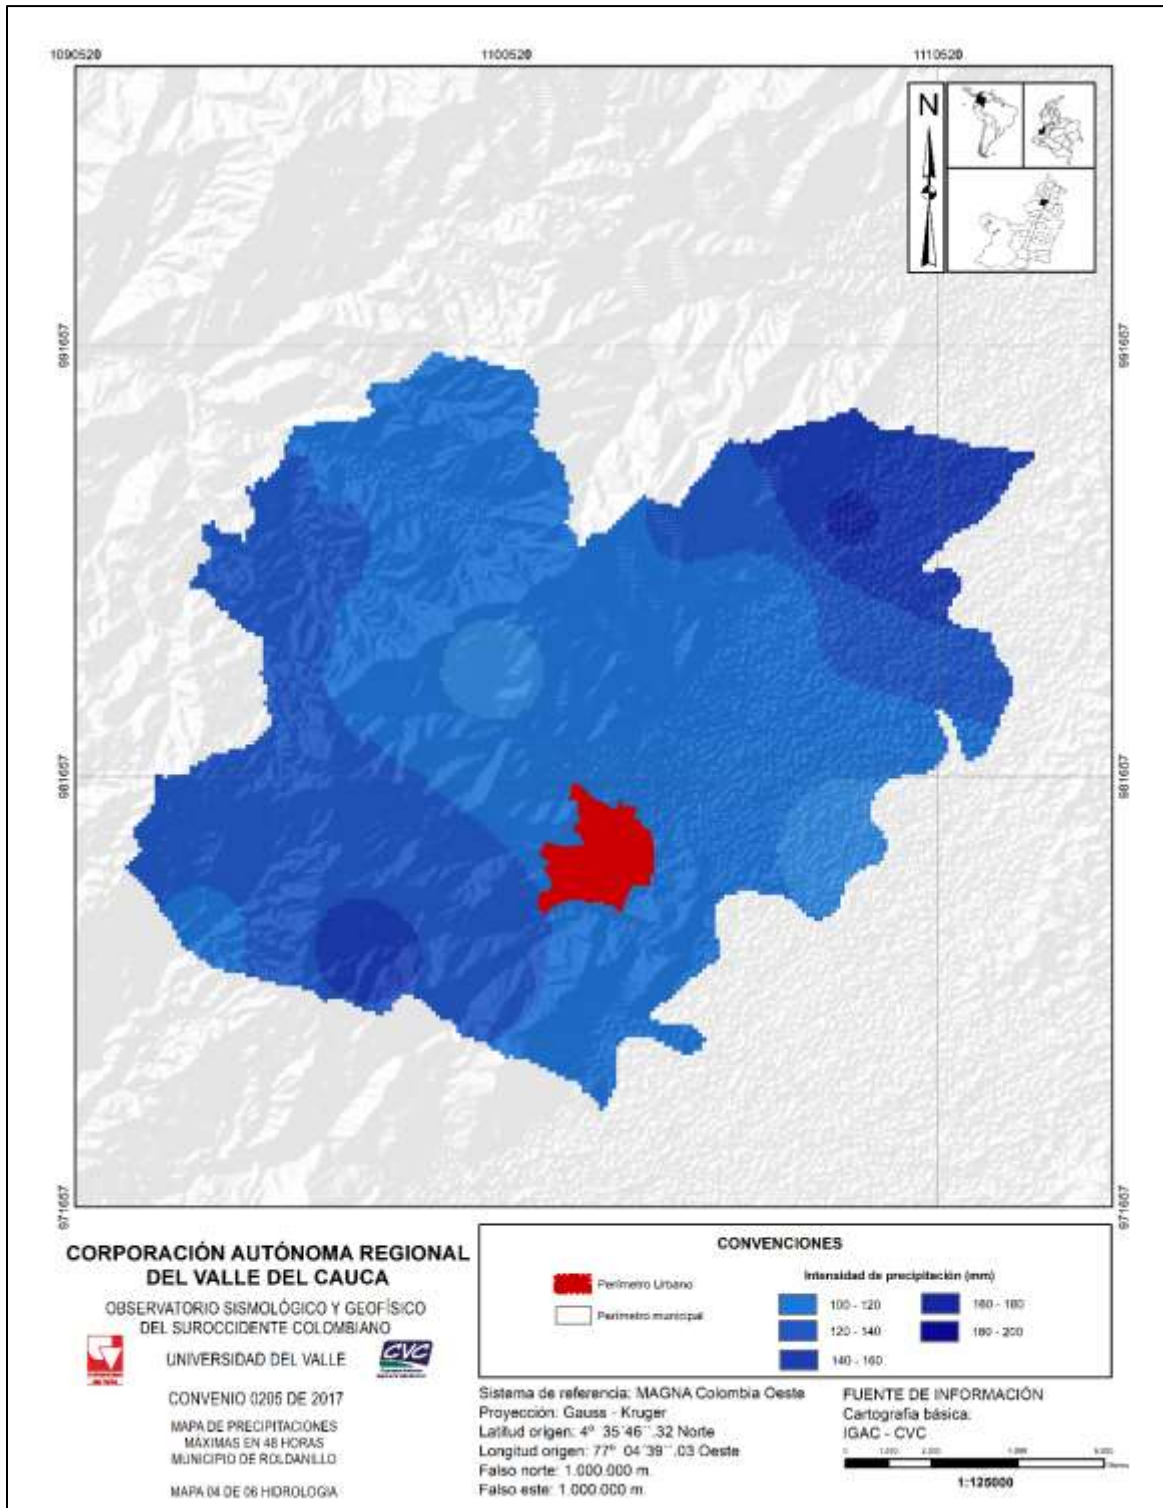 1090520
1100520
1110520
N
991657
991657
981657
981657
971657
971657
CORPORACIÓN AUTÓNOMA REGIONAL
DEL VALLE DEL CAUCA
OBSERVATORIO SISMOLÓGICO Y GEOFÍSICO
DEL SUROCCIDENTE COLOMBIANO
UNIVERSIDAD DEL VALLE
CVC
CONVENIO 0205 DE 2017
MAPA DE PRECIPITACIONES
MÁXIMAS EN 48 HORAS
MUNICIPIO DE ROLDANILLO
MAPA 04 DE 06 HIDROLOGIA
CONVENCIONES
Perímetro Urbano
Perímetro municipal
Intensidad de precipitación (mm)
100 - 120
120 - 140
140 - 160
160 - 180
180 - 200
Sistema de referencia: MAGNA Colombia Oeste
Proyección: Gauss - Kruger
Latitud origen: 4º 35´46´´.32 Norte
Longitud origen: 77º 04´39´´.03 Oeste
Falso norte: 1.000.000 m.
Falso este: 1.000.000 m.
FUENTE DE INFORMACIÓN
Cartografía básica:
IGAC - CVC
1:125000